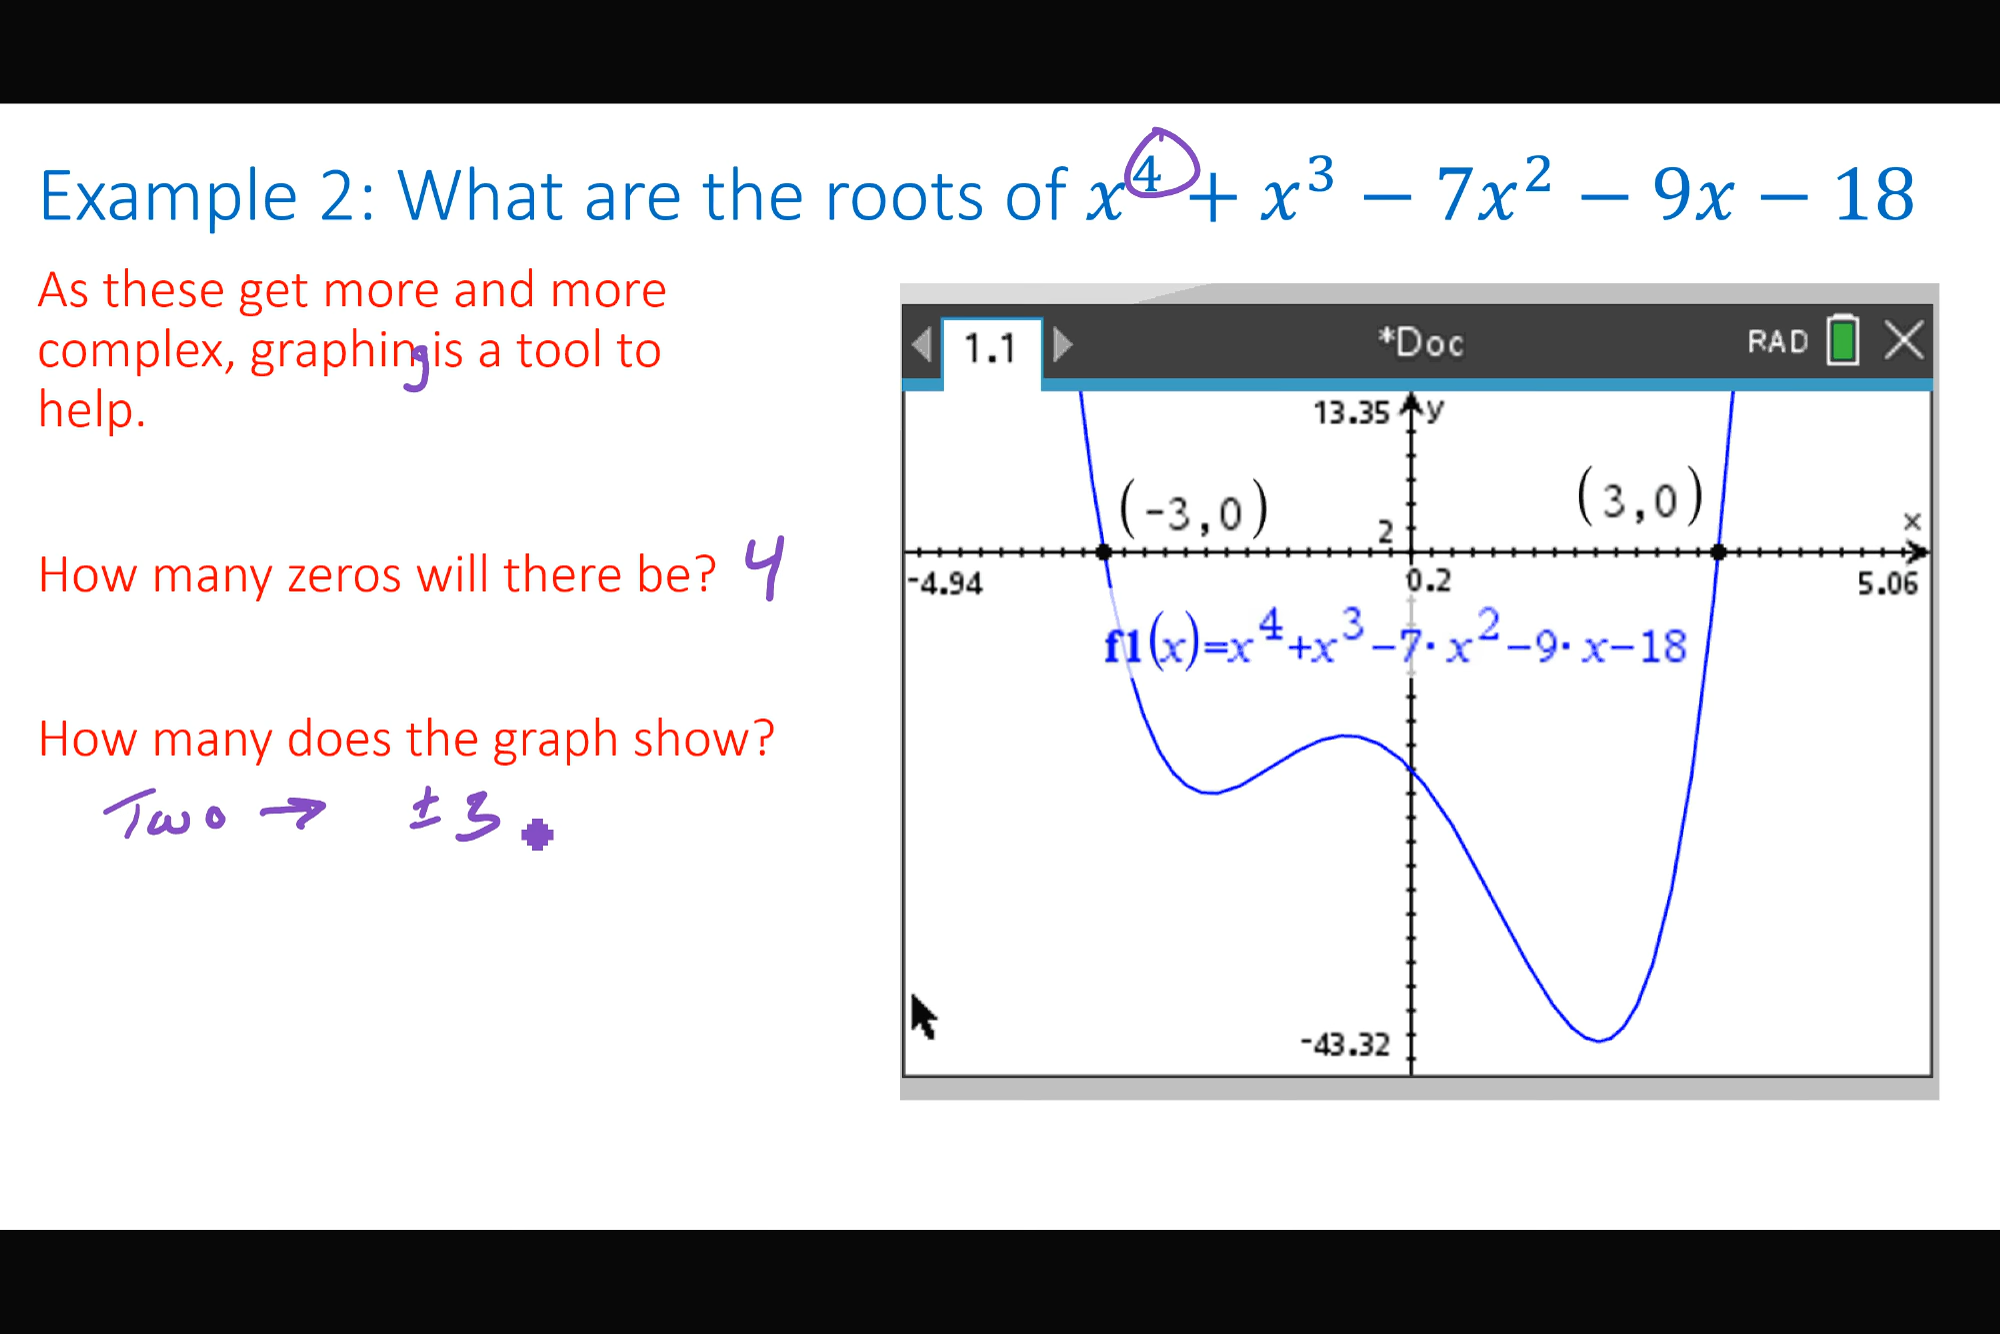 Example 2: What are the roots of x⁴ + x³ − 7x² − 9x − 18
As these get more and more
complex, graphing is a tool to
help.
How many zeros will there be? 4
How many does the graph show?
Two → ±3
1.1 *Doc RAD
13.35 y
(-3,0) (3,0)
2 x
-4.94 0.2 5.06
f1(x)=x⁴+x³−7·x²−9·x−18
-43.32